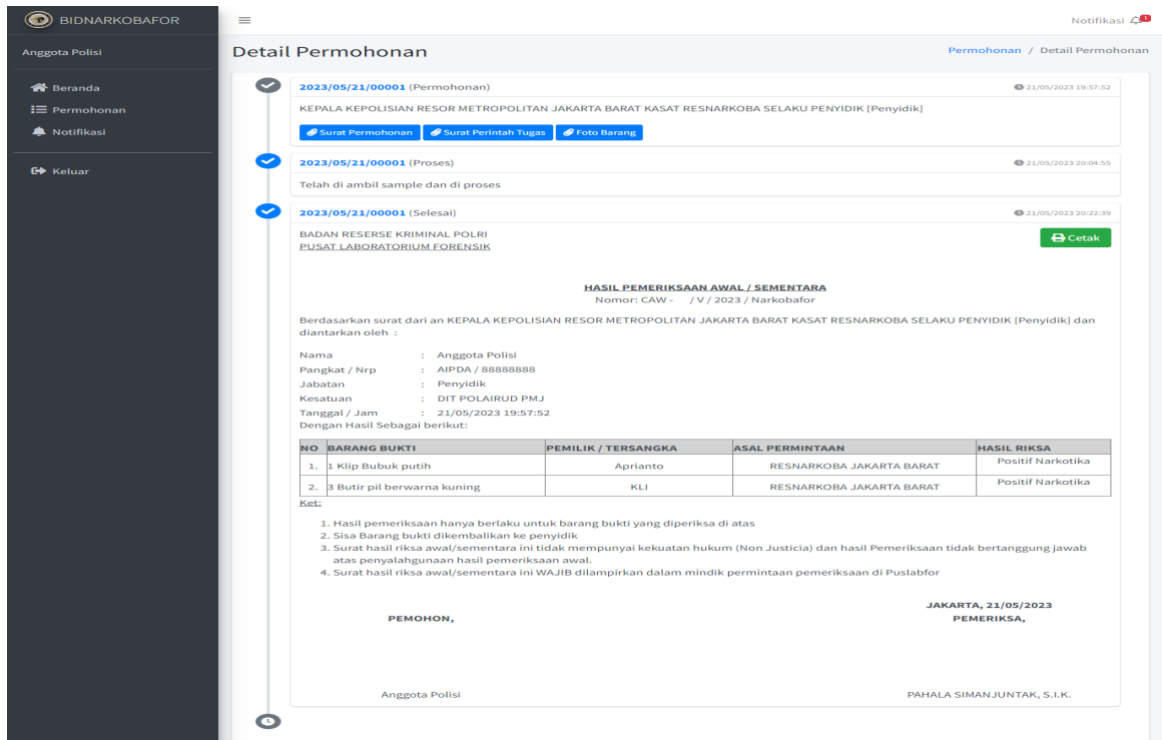 BIDNARKOBAFOR
Notifikasi 1
Anggota Polisi
Beranda
Permohonan
Notifikasi
Keluar
Detail Permohonan
Permohonan / Detail Permohonan
2023/05/21/00001 (Permohonan) 21/05/2023 19:57:52
KEPALA KEPOLISIAN RESOR METROPOLITAN JAKARTA BARAT KASAT RESNARKOBA SELAKU PENYIDIK [Penyidik]
Surat Permohonan Surat Perintah Tugas Foto Barang
2023/05/21/00001 (Proses) 21/05/2023 20:04:55
Telah di ambil sample dan di proses
2023/05/21/00001 (Selesai) 21/05/2023 20:22:39
BADAN RESERSE KRIMINAL POLRI
PUSAT LABORATORIUM FORENSIK
Cetak
HASIL PEMERIKSAAN AWAL / SEMENTARA
Nomor: CAW - / V / 2023 / Narkobafor
Berdasarkan surat dari an KEPALA KEPOLISIAN RESOR METROPOLITAN JAKARTA BARAT KASAT RESNARKOBA SELAKU PENYIDIK [Penyidik] dan
diantarkan oleh :
Nama : Anggota Polisi
Pangkat / Nrp : AIPDA / 88888888
Jabatan : Penyidik
Kesatuan : DIT POLAIRUD PMJ
Tanggal / Jam : 21/05/2023 19:57:52
Dengan Hasil Sebagai berikut:
NO BARANG BUKTI PEMILIK / TERSANGKA ASAL PERMINTAAN HASIL RIKSA
1. 1 Klip Bubuk putih Aprianto RESNARKOBA JAKARTA BARAT Positif Narkotika
2. 3 Butir pil berwarna kuning KLI RESNARKOBA JAKARTA BARAT Positif Narkotika
Ket:
1. Hasil pemeriksaan hanya berlaku untuk barang bukti yang diperiksa di atas
2. Sisa Barang bukti dikembalikan ke penyidik
3. Surat hasil riksa awal/sementara ini tidak mempunyai kekuatan hukum (Non Justicia) dan hasil Pemeriksaan tidak bertanggung jawab
atas penyalahgunaan hasil pemeriksaan awal.
4. Surat hasil riksa awal/sementara ini WAJIB dilampirkan dalam mindik permintaan pemeriksaan di Puslabfor
JAKARTA, 21/05/2023
PEMOHON, PEMERIKSA,
Anggota Polisi PAHALA SIMANJUNTAK, S.I.K.